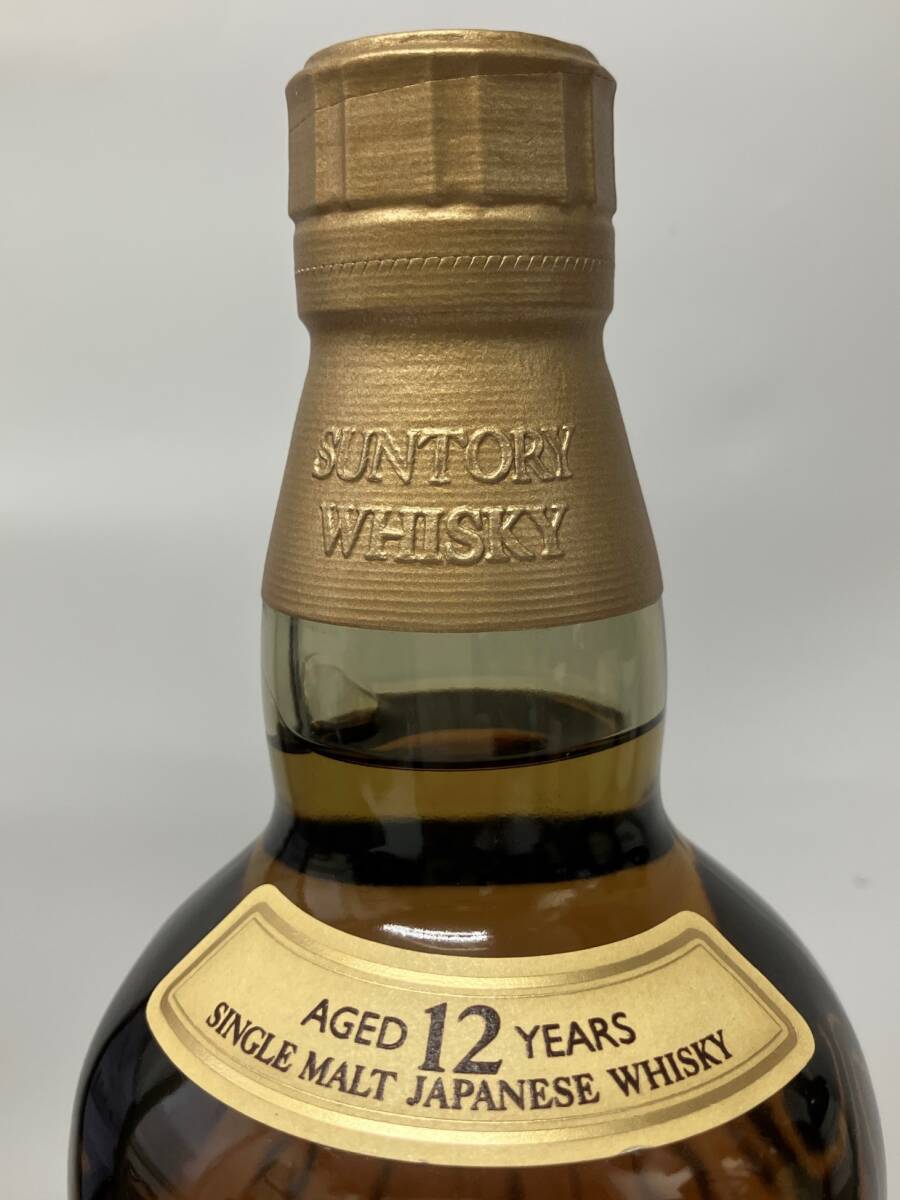 SUNTORY
WHISKY
AGED 12 YEARS
SINGLE MALT JAPANESE WHISKY